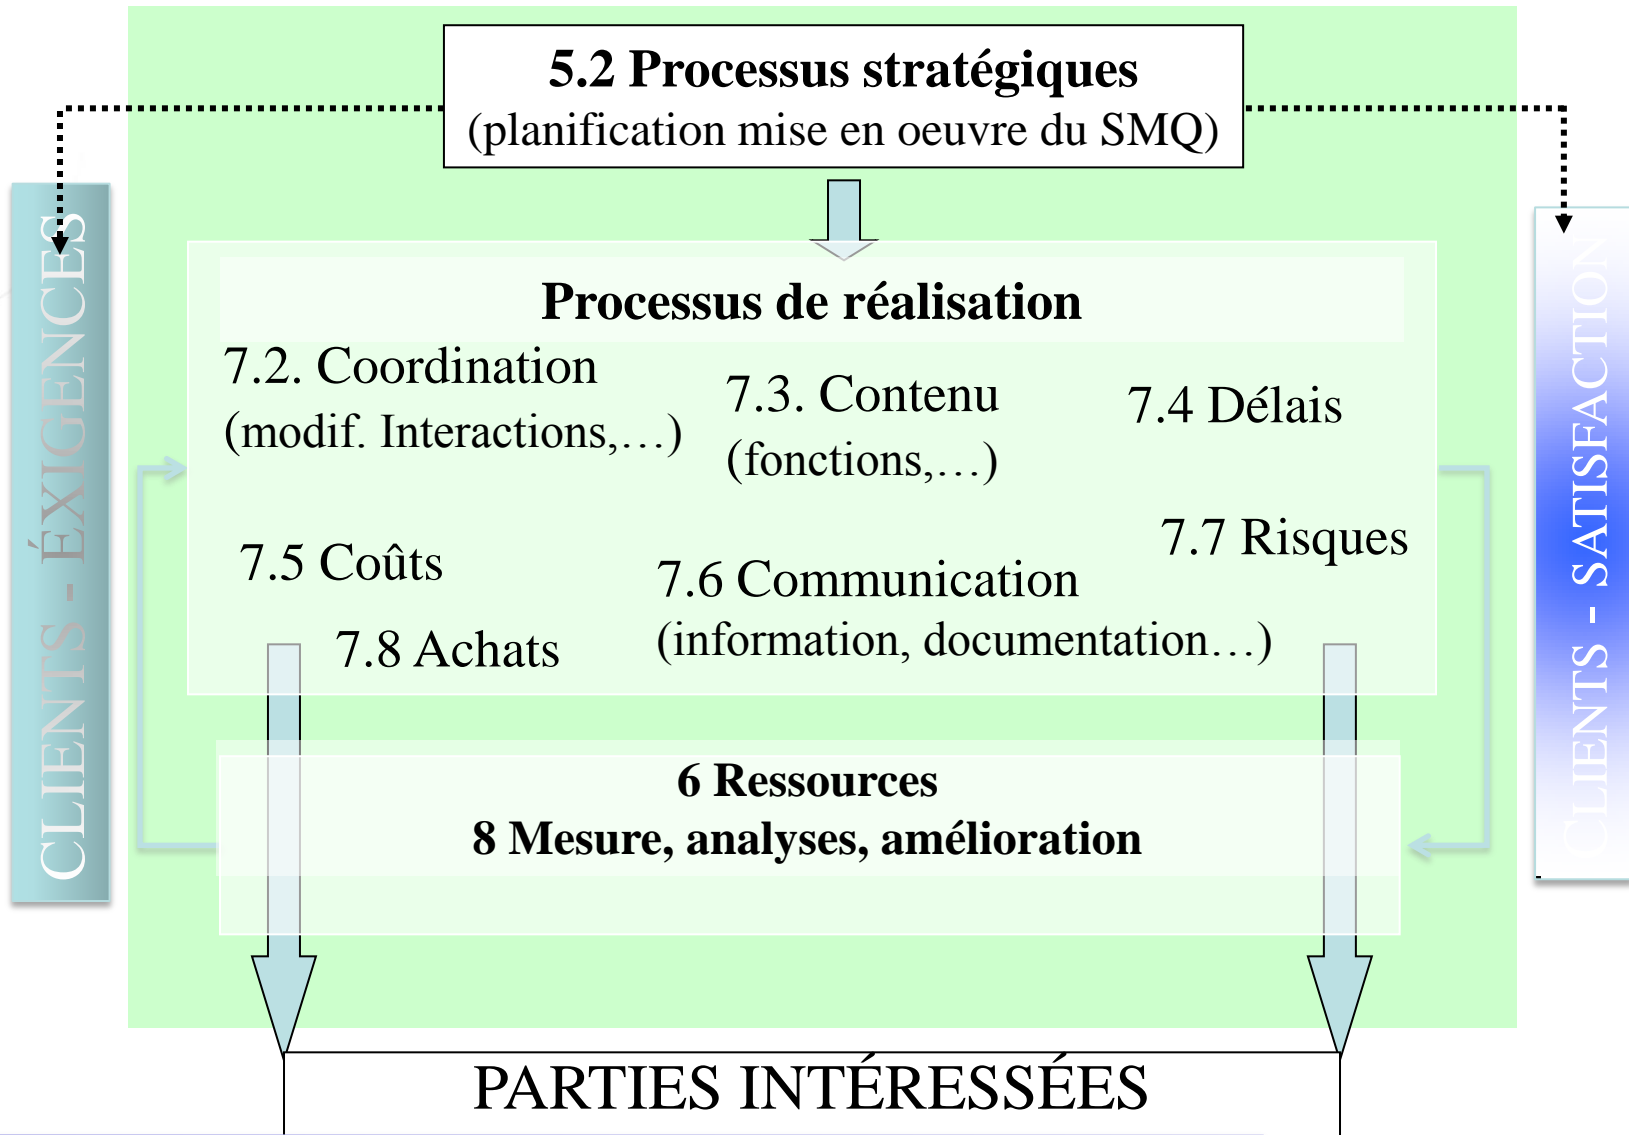 5.2 Processus stratégiques
(planification mise en oeuvre du SMQ)
CLIENTS - ÉXIGENCES
Processus de réalisation
7.2. Coordination
(modif. Interactions,…)
7.3. Contenu
(fonctions,…)
7.4 Délais
7.5 Coûts
7.6 Communication
(information, documentation…)
7.7 Risques
7.8 Achats
CLIENTS - SATISFACTION
6 Ressources
8 Mesure, analyses, amélioration
PARTIES INTÉRESSÉES